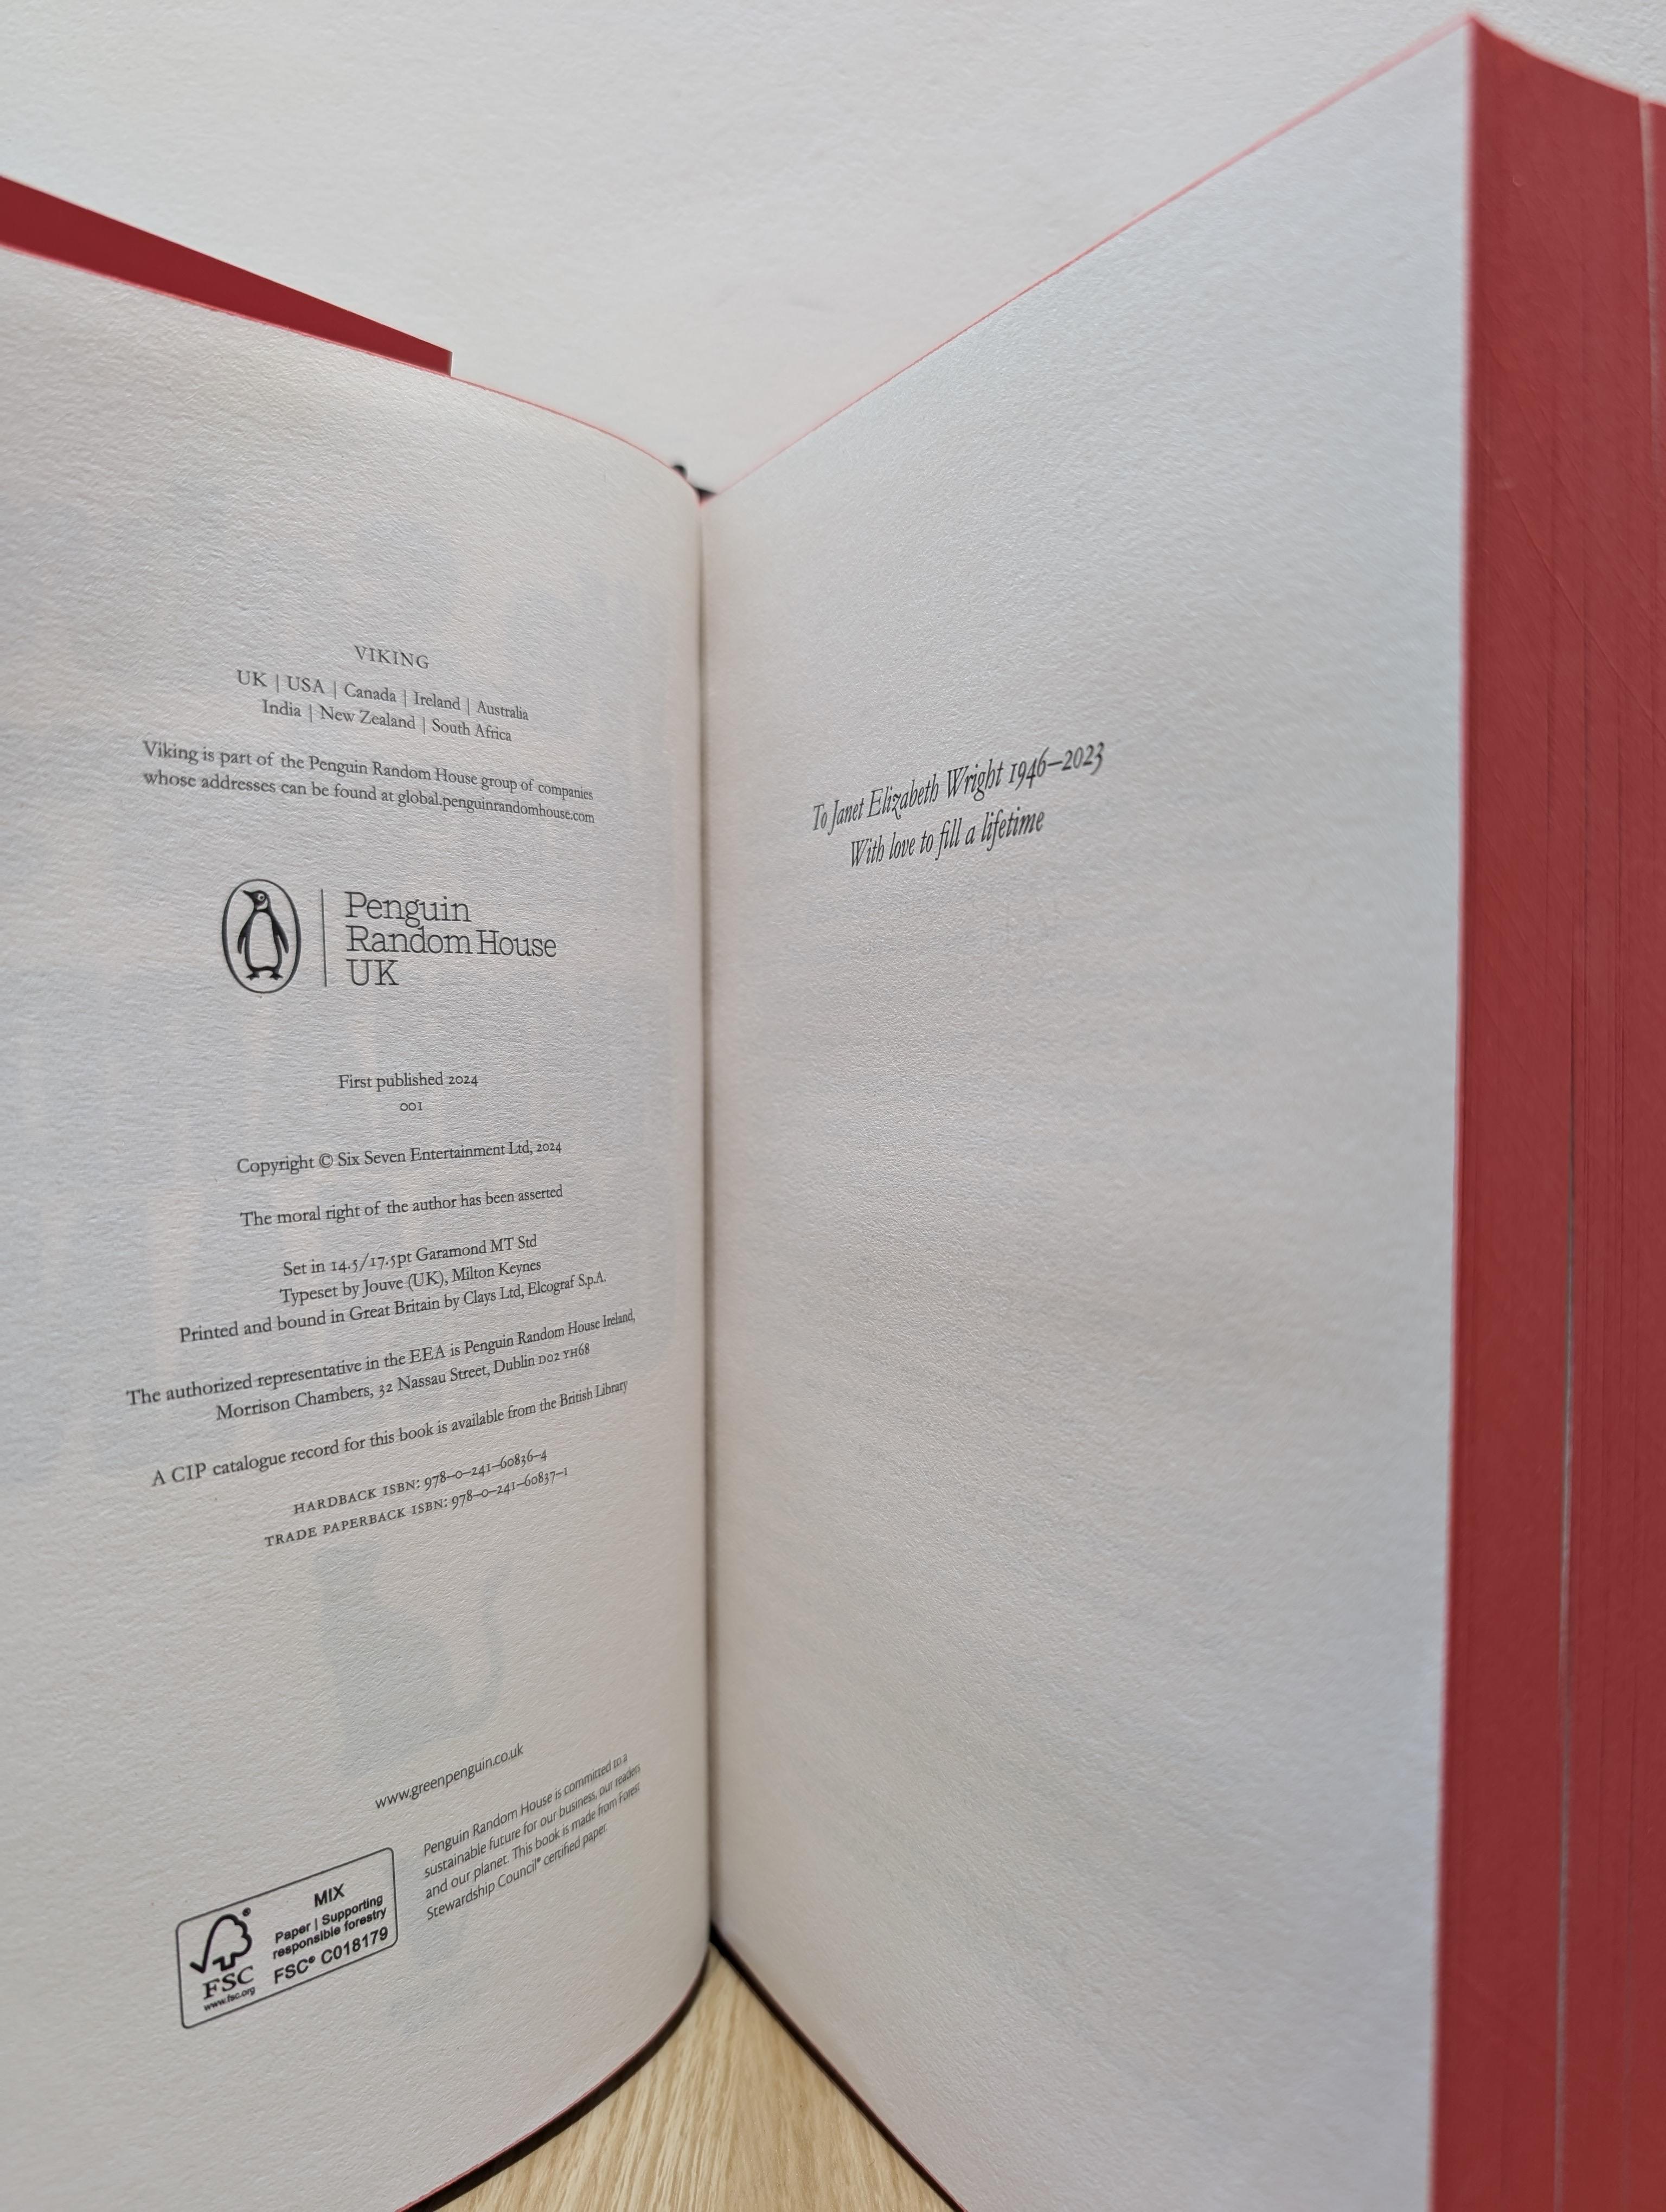 VIKING
UK | USA | Canada | Ireland | Australia
India | New Zealand | South Africa
Viking is part of the Penguin Random House group of companies
whose addresses can be found at global.penguinrandomhouse.com
Penguin
Random House
UK
First published 2024
001
Copyright © Six Seven Entertainment Ltd, 2024
The moral right of the author has been asserted
Set in 14.5/17.5pt Garamond MT Std
Typeset by Jouve (UK), Milton Keynes
Printed and bound in Great Britain by Clays Ltd, Elcograf S.p.A.
The authorized representative in the EEA is Penguin Random House Ireland,
Morrison Chambers, 32 Nassau Street, Dublin D02 YH68
A CIP catalogue record for this book is available from the British Library
HARDBACK ISBN: 978–0–241–60836–4
TRADE PAPERBACK ISBN: 978–0–241–60837–1
www.greenpenguin.co.uk
MIX
Paper | Supporting
responsible forestry
FSC® C018179
FSC
www.fsc.org
Penguin Random House is committed to a
sustainable future for our business, our readers
and our planet. This book is made from Forest
Stewardship Council® certified paper.
To Janet Elizabeth Wright 1946–2023
With love to fill a lifetime